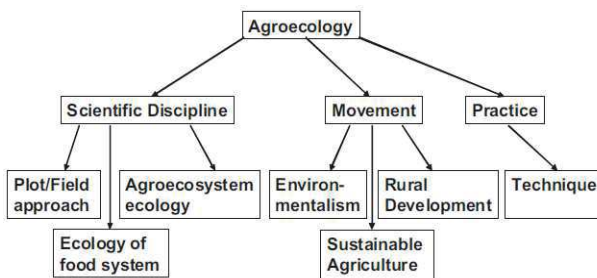 Agroecology
Scientific Discipline
Movement
Practice
Plot/Field
approach
Agroecosystem
ecology
Environ-
mentalism
Rural
Development
Technique
Ecology of
food system
Sustainable
Agriculture